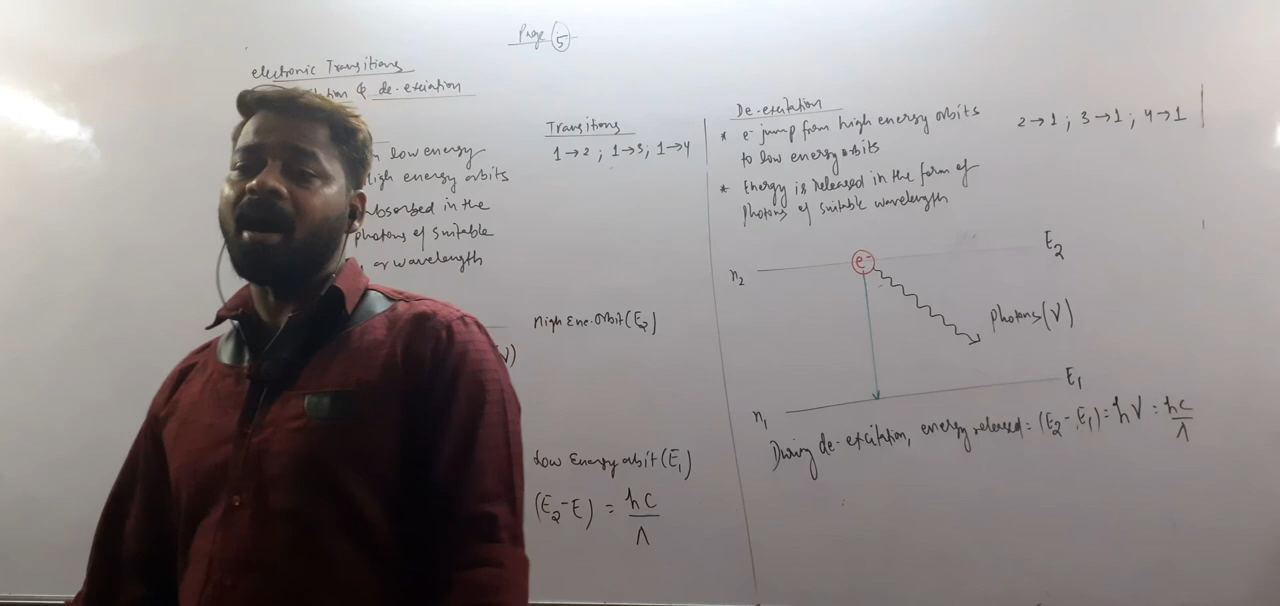 Page 5
electronic Transitions
& de-exciation
low energy
high energy orbits
absorbed in the
photons of suitable
or wavelength
Transitions
1→2 ; 1→3; 1→4
High Ene. Orbit (E2)
V)
Low Energy orbit (E1)
(E2-E) = hc/λ
De-excitation
* e- jump from high energy orbits
to low energy orbits
* Energy is released in the form of
photons of suitable wavelength
2→1 ; 3→1 ; 4→1
n2 e- E2
Photons (ν)
n1 E1
During de-excitation, energy released = (E2-E1) = hν = hc/λ